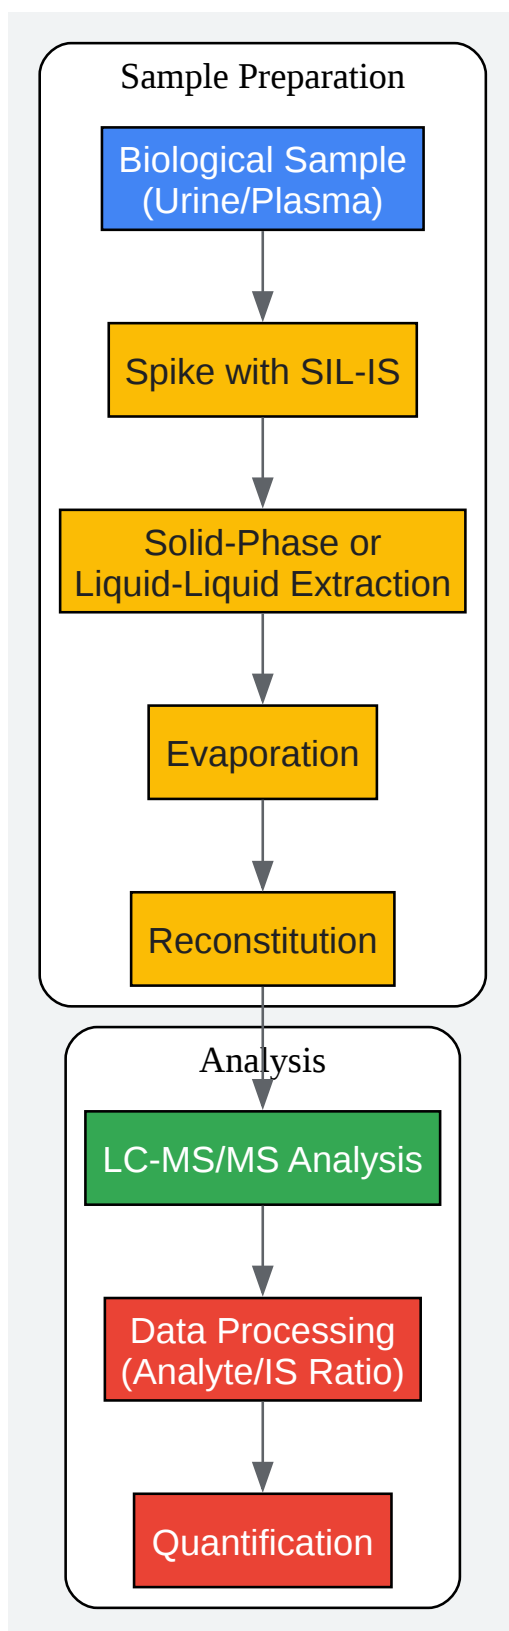 Sample Preparation
Biological Sample
(Urine/Plasma)
Spike with SIL-IS
Solid-Phase or
Liquid-Liquid Extraction
Evaporation
Reconstitution
Analysis
LC-MS/MS Analysis
Data Processing
(Analyte/IS Ratio)
Quantification